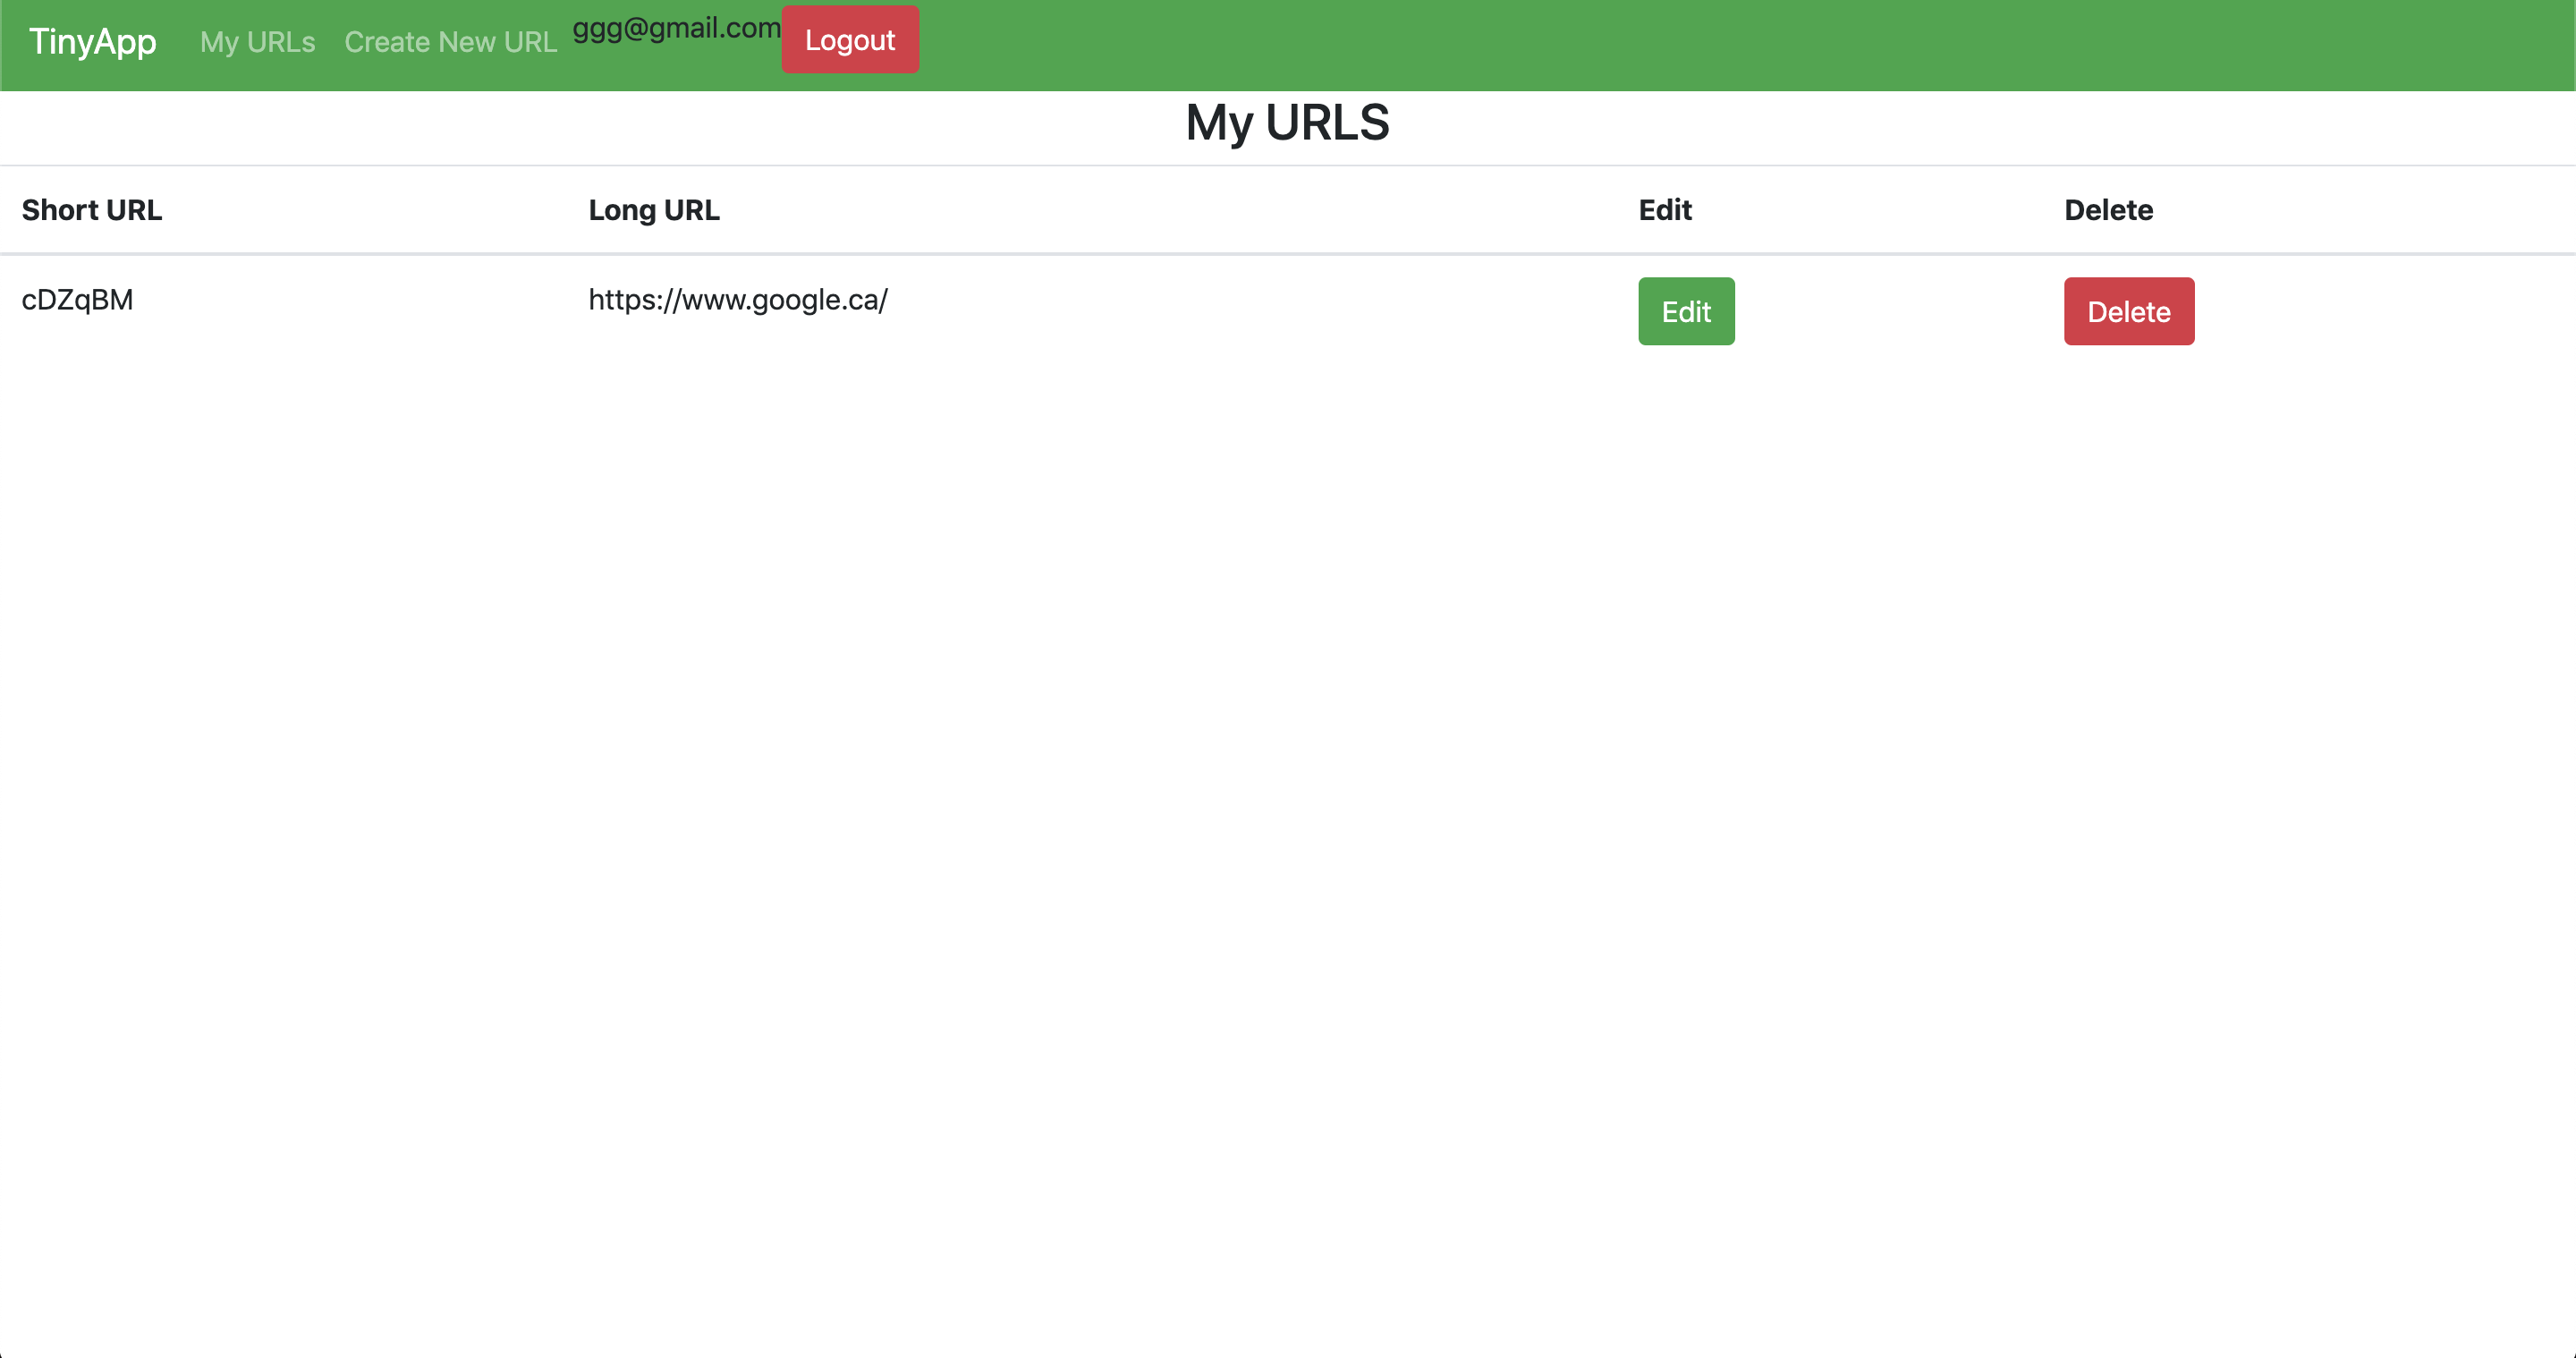 TinyApp My URLs Create New URL ggg@gmail.com Logout
My URLS
Short URL Long URL Edit Delete
cDZqBM https://www.google.ca/ Edit Delete